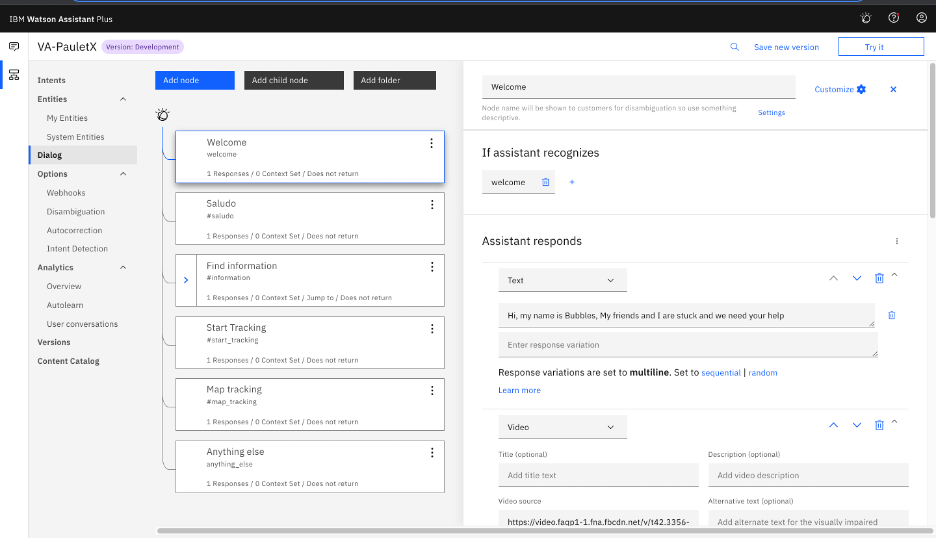 IBM Watson Assistant Plus
VA-PauletX
Version: Development
Save new version
Try it
Intents
Entities
My Entities
System Entities
Dialog
Options
Webhooks
Disambiguation
Autocorrection
Intent Detection
Analytics
Overview
Autolearn
User conversations
Versions
Content Catalog
Add node
Add child node
Add folder
Welcome
welcome
1 Responses / 0 Context Set / Does not return
Saludo
#saludo
1 Responses / 0 Context Set / Does not return
Find information
#information
1 Responses / 0 Context Set / Jump to / Does not return
Start Tracking
#start_tracking
1 Responses / 0 Context Set / Does not return
Map tracking
#map_tracking
1 Responses / 0 Context Set / Does not return
Anything else
anything_else
1 Responses / 0 Context Set / Does not return
Welcome
Customize
Node name will be shown to customers for disambiguation so use something
descriptive.
Settings
If assistant recognizes
welcome
Assistant responds
Text
Hi, my name is Bubbles, My friends and I are stuck and we need your help
Enter response variation
Response variations are set to multiline. Set to sequential | random
Learn more
Video
Title (optional)
Description (optional)
Add title text
Add video description
Video source
Alternative text (optional)
https://video.faqp1-1.fna.fbcdn.net/v/t42.3356-
Add alternate text for the visually impaired